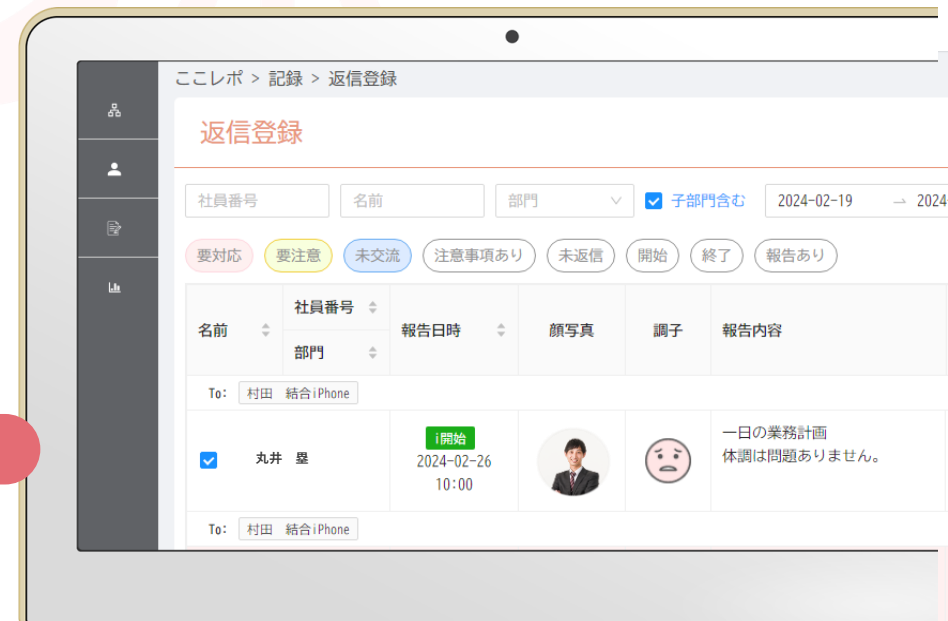 ここレポ > 記録 > 返信登録
返信登録
社員番号 名前 部門 子部門含む 2024-02-19 → 2024
要対応 要注意 未交流 注意事項あり 未返信 開始 終了 報告あり
社員番号
名前 報告日時 顔写真 調子 報告内容
部門
To: 村田 結合iPhone
i開始
丸井 塁
2024-02-26
10:00
一日の業務計画
体調は問題ありません。
To: 村田 結合iPhone